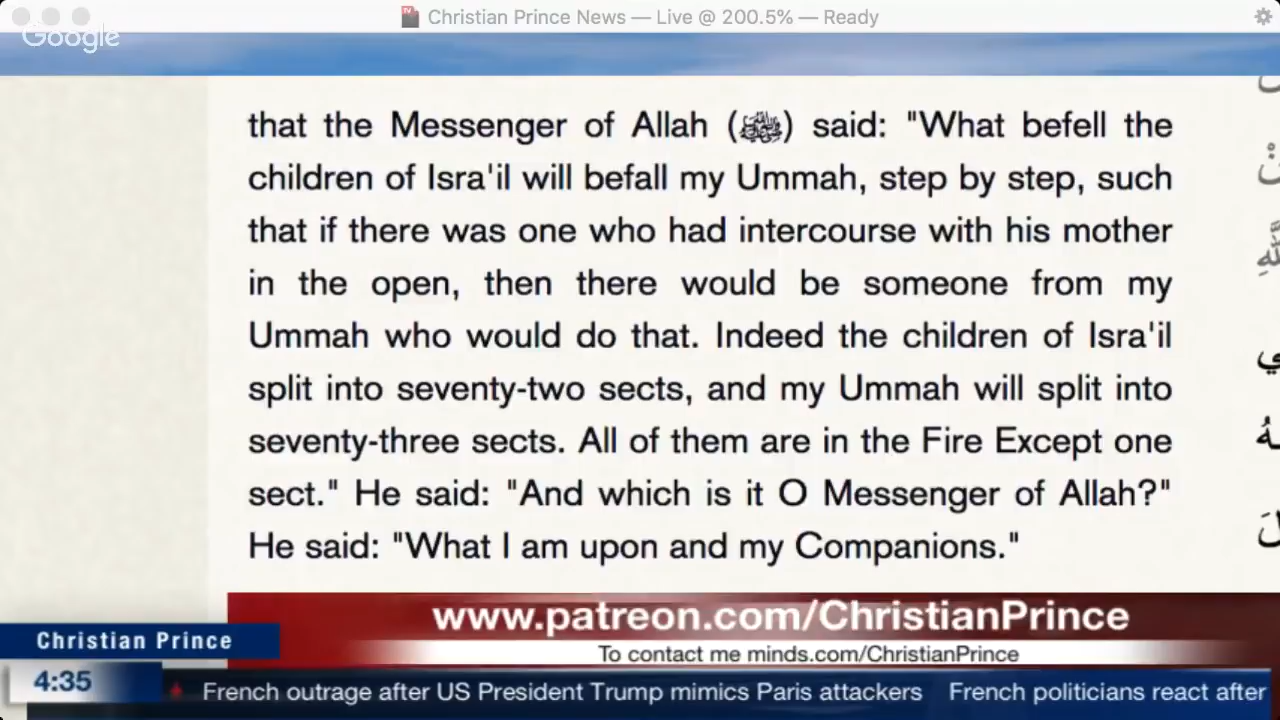 Christian Prince News — Live @ 200.5% — Ready
Google
that the Messenger of Allah (ﷺ) said: "What befell the
children of Isra'il will befall my Ummah, step by step, such
that if there was one who had intercourse with his mother
in the open, then there would be someone from my
Ummah who would do that. Indeed the children of Isra'il
split into seventy-two sects, and my Ummah will split into
seventy-three sects. All of them are in the Fire Except one
sect." He said: "And which is it O Messenger of Allah?"
He said: "What I am upon and my Companions."
www.patreon.com/ChristianPrince
To contact me minds.com/ChristianPrince
Christian Prince
4:35
French outrage after US President Trump mimics Paris attackers French politicians react after